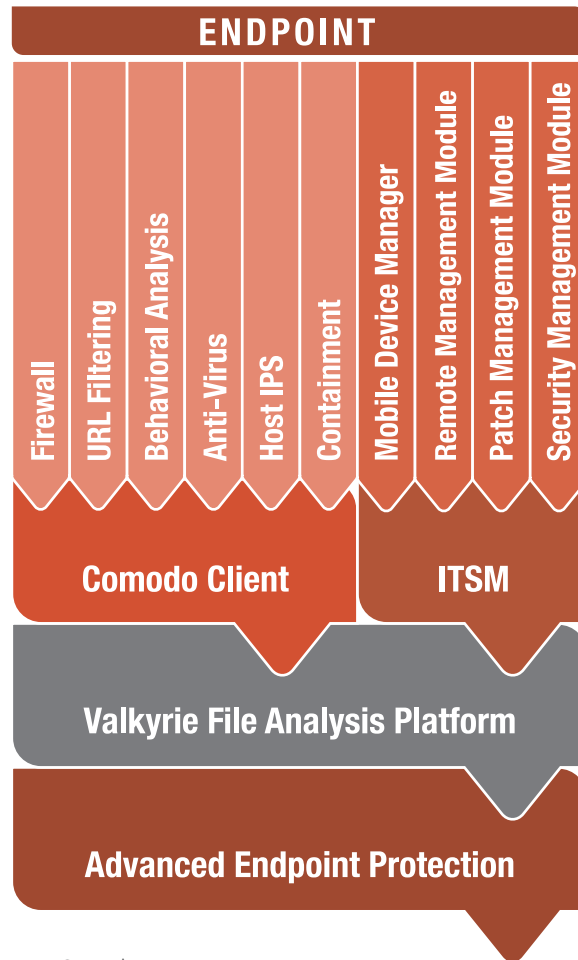 ENDPOINT
Firewall
URL Filtering
Behavioral Analysis
Anti-Virus
Host IPS
Containment
Mobile Device Manager
Remote Management Module
Patch Management Module
Security Management Module
Comodo Client
ITSM
Valkyrie File Analysis Platform
Advanced Endpoint Protection